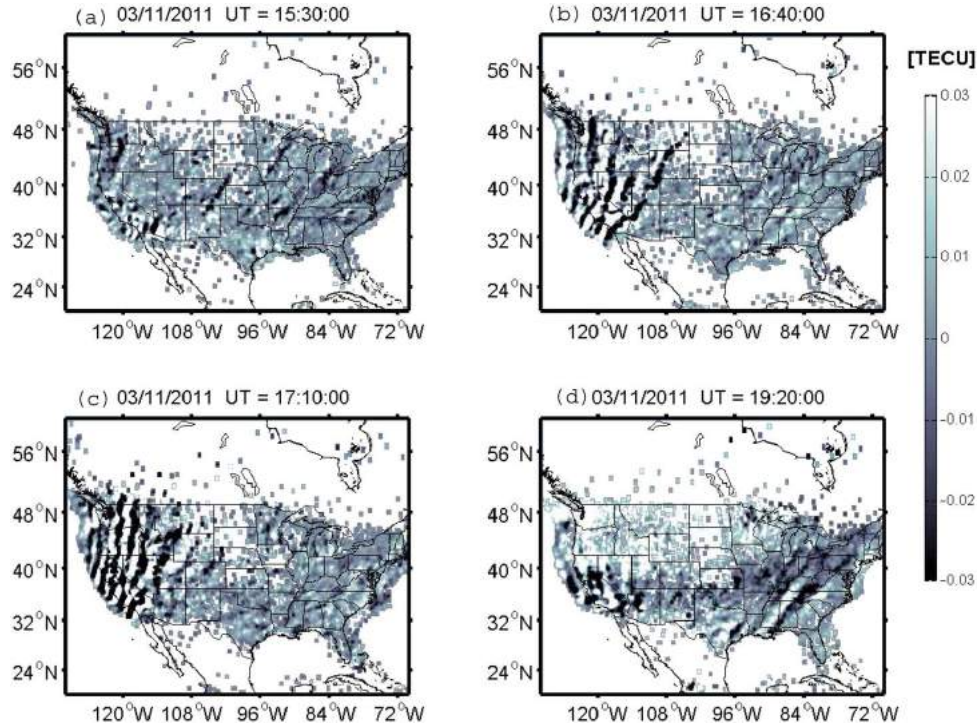 (a) 03/11/2011 UT = 15:30:00
56°N
48°N
40°N
32°N
24°N
120°W 108°W 96°W 84°W 72°W
(b) 03/11/2011 UT = 16:40:00
56°N
48°N
40°N
32°N
24°N
120°W 108°W 96°W 84°W 72°W
[TECU]
0.03
0.02
0.01
0
-0.01
-0.02
-0.03
(c) 03/11/2011 UT = 17:10:00
56°N
48°N
40°N
32°N
24°N
120°W 108°W 96°W 84°W 72°W
(d) 03/11/2011 UT = 19:20:00
56°N
48°N
40°N
32°N
24°N
120°W 108°W 96°W 84°W 72°W